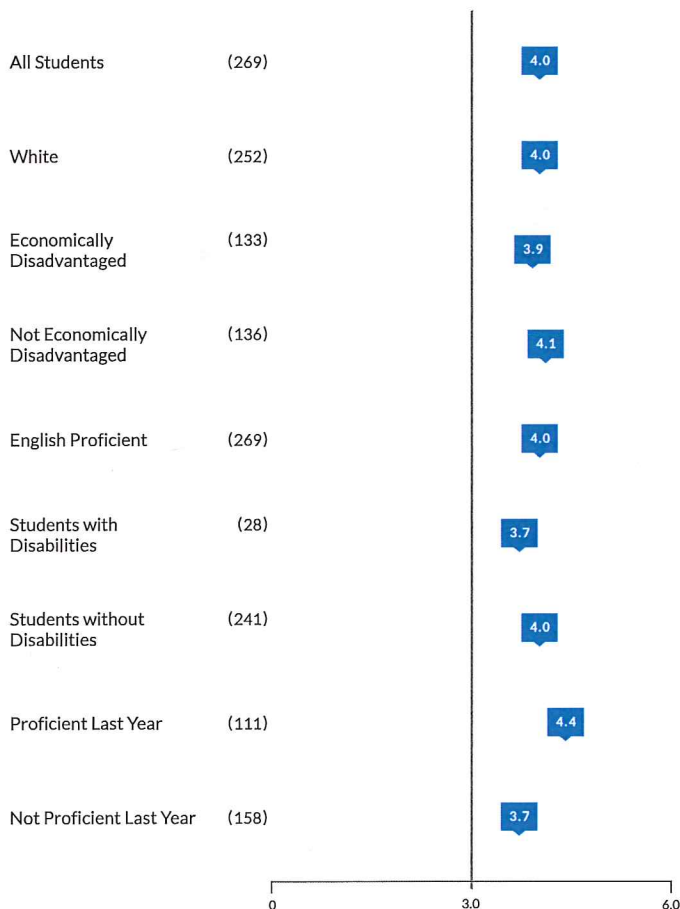 All Students (269) 4.0
White (252) 4.0
Economically (133)
Disadvantaged 3.9
Not Economically (136)
Disadvantaged 4.1
English Proficient (269) 4.0
Students with (28)
Disabilities 3.7
Students without (241)
Disabilities 4.0
Proficient Last Year (111) 4.4
Not Proficient Last Year (158) 3.7
0 3.0 6.0